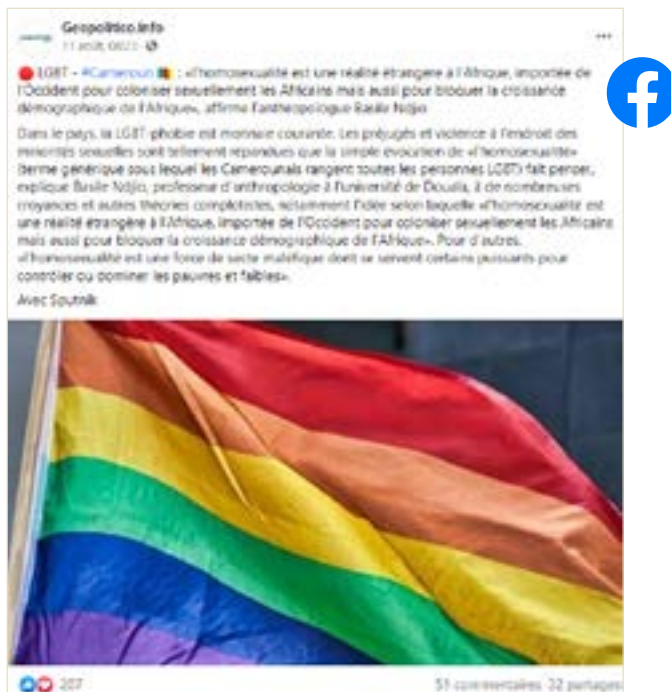 Geopolitico.Info
11 août, 
LGBT - #Cameroun : «l'homosexualité est une réalité étrangère à l'Afrique, importée de
l'Occident pour coloniser sexuellement les Africains mais aussi pour bloquer la croissance
démographique de l'Afrique», affirme l'anthropologue Basile Ndjio
Dans le pays, la LGBT-phobie est monnaie courante. Les préjugés et violence à l'endroit des
minorités sexuelles sont tellement répandues que la simple évocation de «l'homosexualité»
(terme générique sous lequel les Camerounais rangent toutes les personnes LGBT) fait penser,
explique Basile Ndjio, professeur d'anthropologie à l'université de Douala, à de nombreuses
croyances et autres théories complotistes, notamment l'idée selon laquelle «l'homosexualité est
une réalité étrangère à l'Afrique, importée de l'Occident pour coloniser sexuellement les Africains
mais aussi pour bloquer la croissance démographique de l'Afrique». Pour d'autres,
«l'homosexualité est une force de secte maléfique dont se servent certains puissants pour
contrôler ou dominer les pauvres et faibles».
Avec Sputnik
207
51 commentaires 32 partages